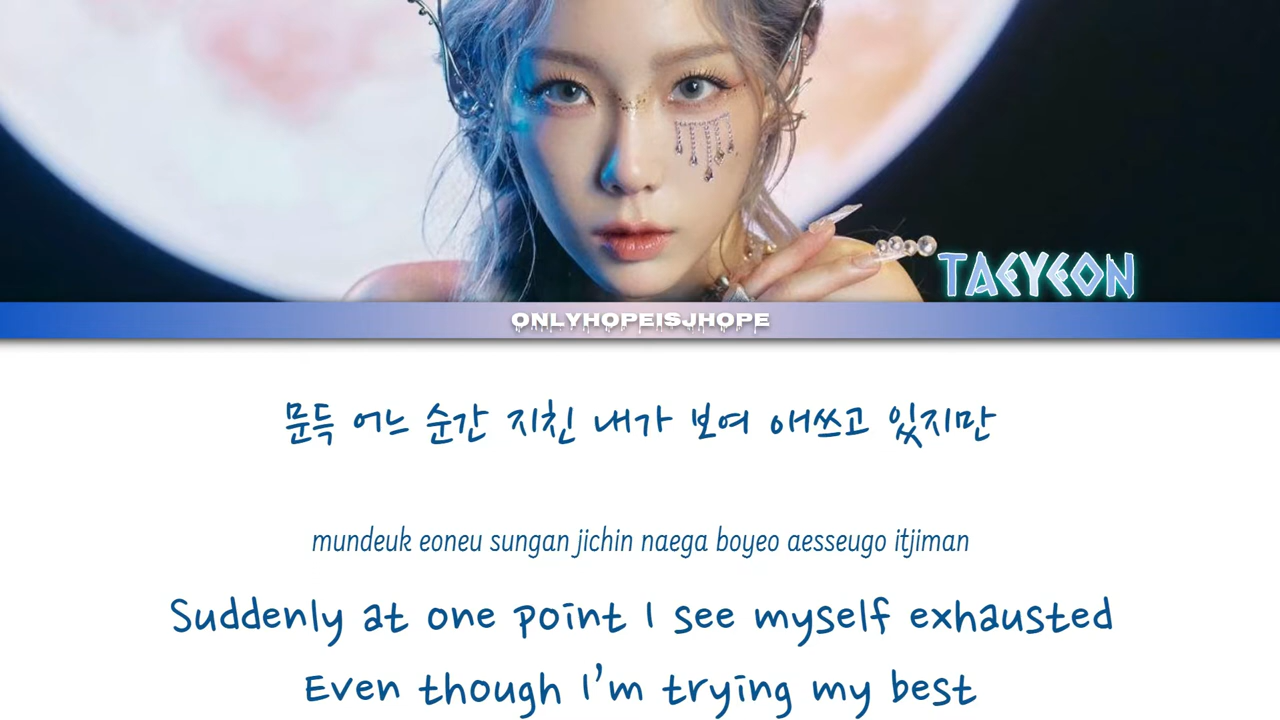 TAEYEON
ONLYHOPEISJHOPE
문득 어느 순간 지친 내가 보여 애쓰고 있지만
mundeuk eoneu sungan jichin naega boyeo aesseugo itjiman
Suddenly at one point I see myself exhausted
Even though I'm trying my best